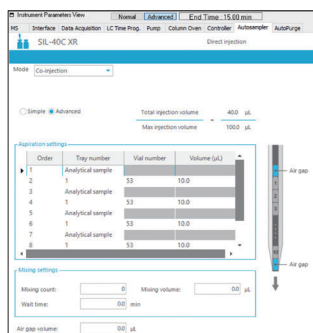 Instrument Parameters View Normal Advanced End Time : 15.00 min
MS Interface Data Acquisition LC Time Prog. Pump Column Oven Controller Autosampler AutoPurge
SIL-40C XR Direct injection
Mode Co-injection
Simple Advanced
Total injection volume = 40.0 µL
Max injection volume 100.0 µL
Aspiration settings
Order Tray number Vial number Volume (µL)
1 Analytical sample
2 1 53 10.0
3 Analytical sample
4 1 53 10.0
5 Analytical sample
6 1 53 10.0
7 Analytical sample
8 1 53 10.0
Air gap
1
2
3
Air gap
Mixing settings
Mixing count: 0 Mixing volume: 0.0 µL
Wait time: 0.0 min
Air gap volume: 0.0 µL